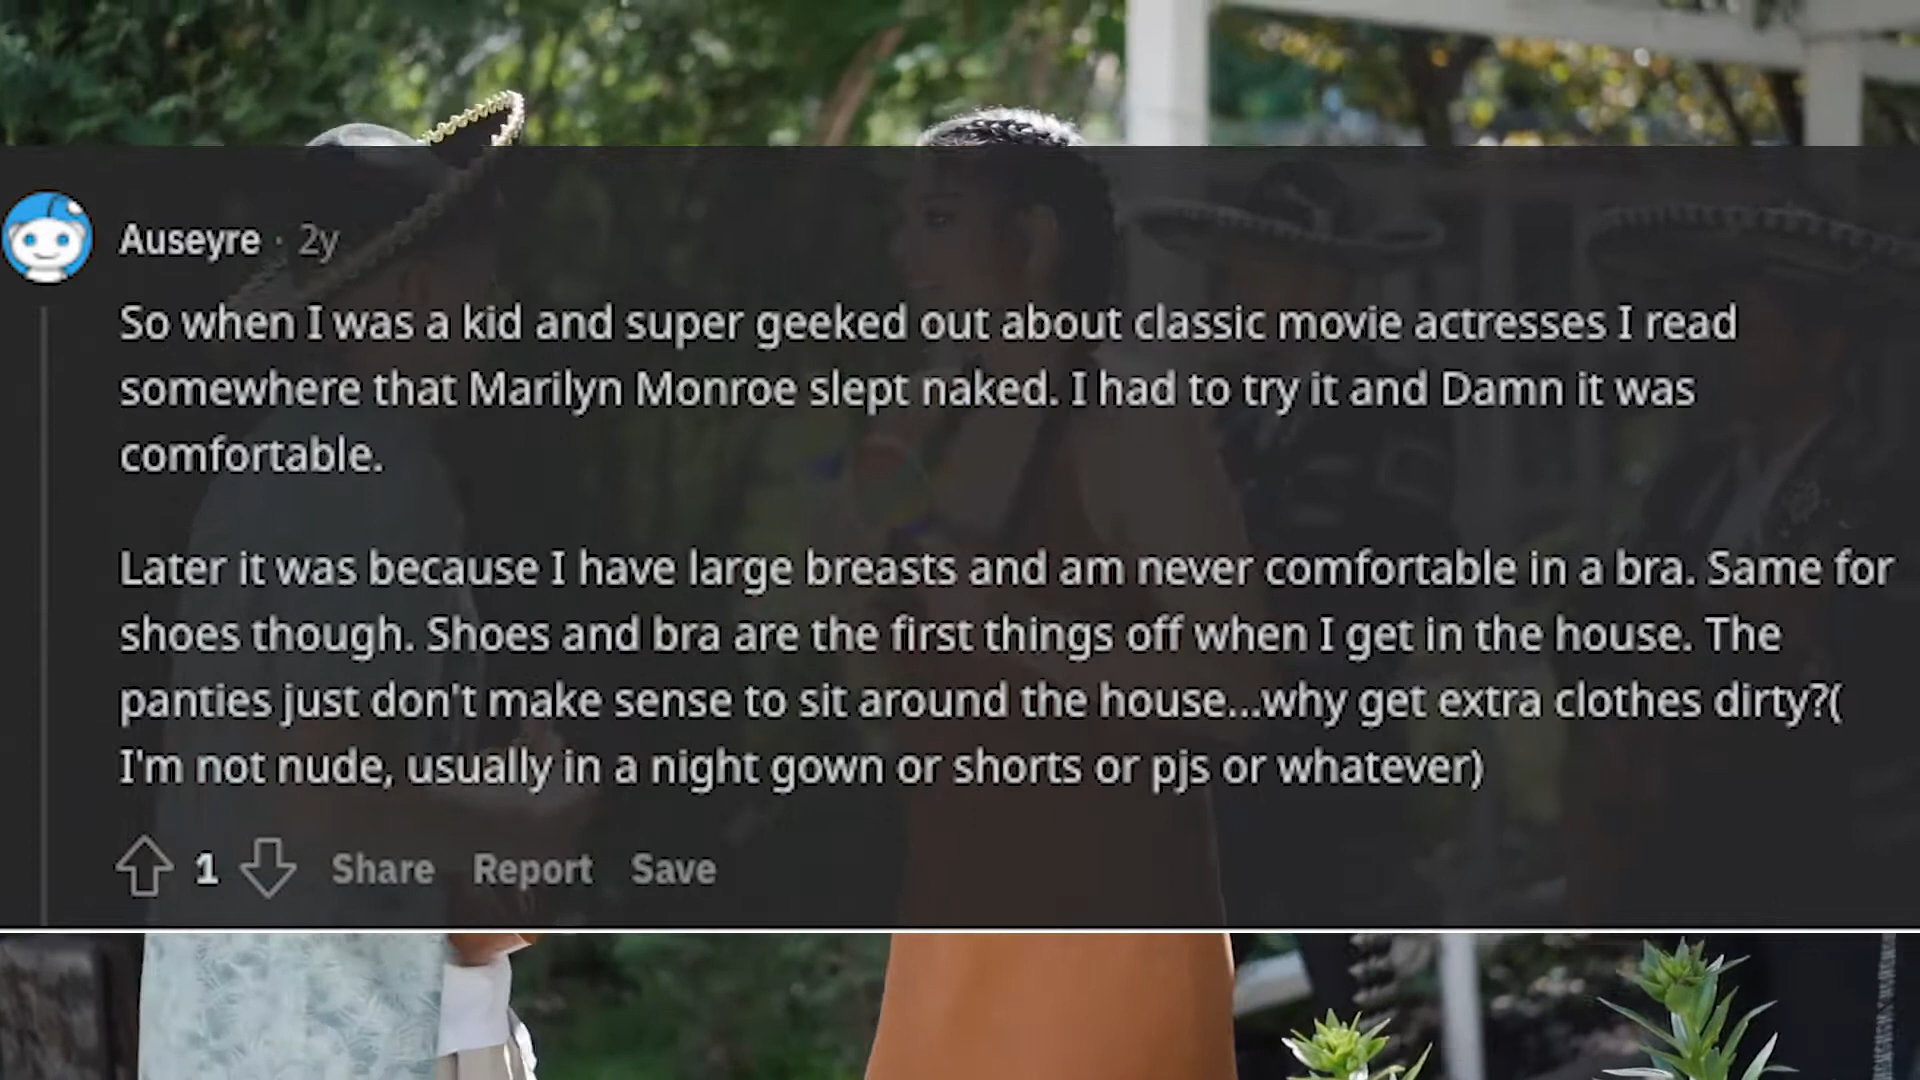 Auseyre · 2y
So when I was a kid and super geeked out about classic movie actresses I read
somewhere that Marilyn Monroe slept naked. I had to try it and Damn it was
comfortable.
Later it was because I have large breasts and am never comfortable in a bra. Same for
shoes though. Shoes and bra are the first things off when I get in the house. The
panties just don't make sense to sit around the house...why get extra clothes dirty?(
I'm not nude, usually in a night gown or shorts or pjs or whatever)
1 Share Report Save